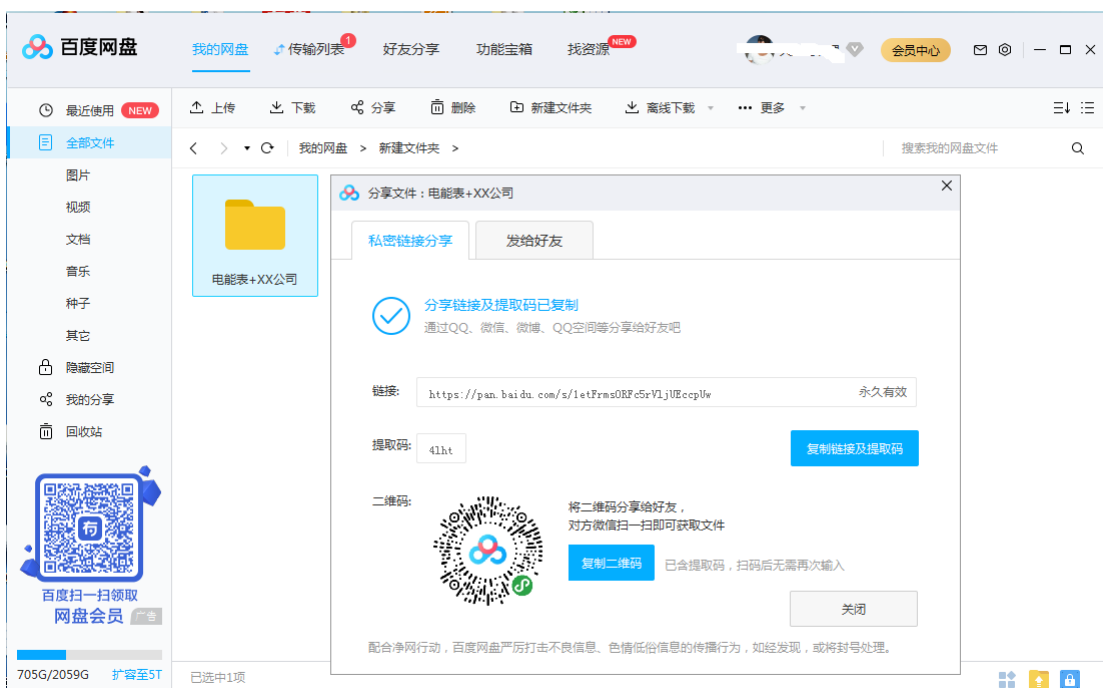 百度网盘
我的网盘
传输列表
1
好友分享
功能宝箱
找资源
NEW
会员中心
最近使用 NEW
全部文件
图片
视频
文档
音乐
种子
其它
隐藏空间
我的分享
回收站
百度扫一扫领取
网盘会员 广告
705G/2059G 扩容至5T
上传 下载 分享 删除 新建文件夹 离线下载 更多
我的网盘 > 新建文件夹 >
搜索我的网盘文件
电能表+XX公司
分享文件：电能表+XX公司
私密链接分享
发给好友
分享链接及提取码已复制
通过QQ、微信、微博、QQ空间等分享给好友吧
链接: https://pan.baidu.com/s/1etFrmsORFc5rVljUEccpUw 永久有效
提取码: 4lht
复制链接及提取码
二维码:
将二维码分享给好友，
对方微信扫一扫即可获取文件
复制二维码
已含提取码，扫码后无需再次输入
关闭
配合净网行动，百度网盘严厉打击不良信息、色情低俗信息的传播行为，如经发现，或将封号处理。
已选中1项